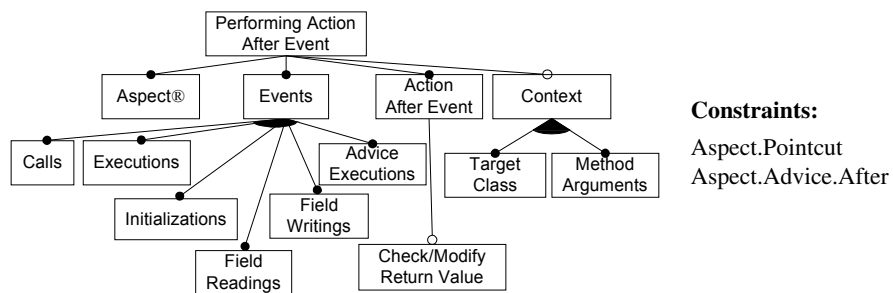 Performing Action
After Event
Aspect®
Events
Action
After Event
Context
Constraints:
Aspect.Pointcut
Aspect.Advice.After
Calls
Executions
Advice
Executions
Target
Class
Method
Arguments
Initializations
Field
Writings
Field
Readings
Check/Modify
Return Value